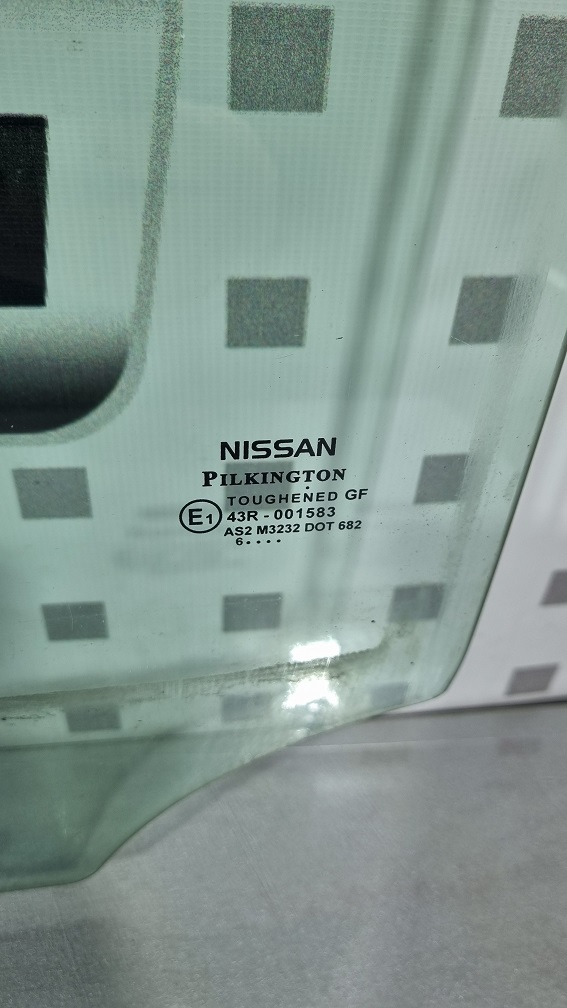 NISSAN
PILKINGTON
TOUGHENED GF
E1 43R - 001583
AS2 M3232 DOT 682
6 . . . .